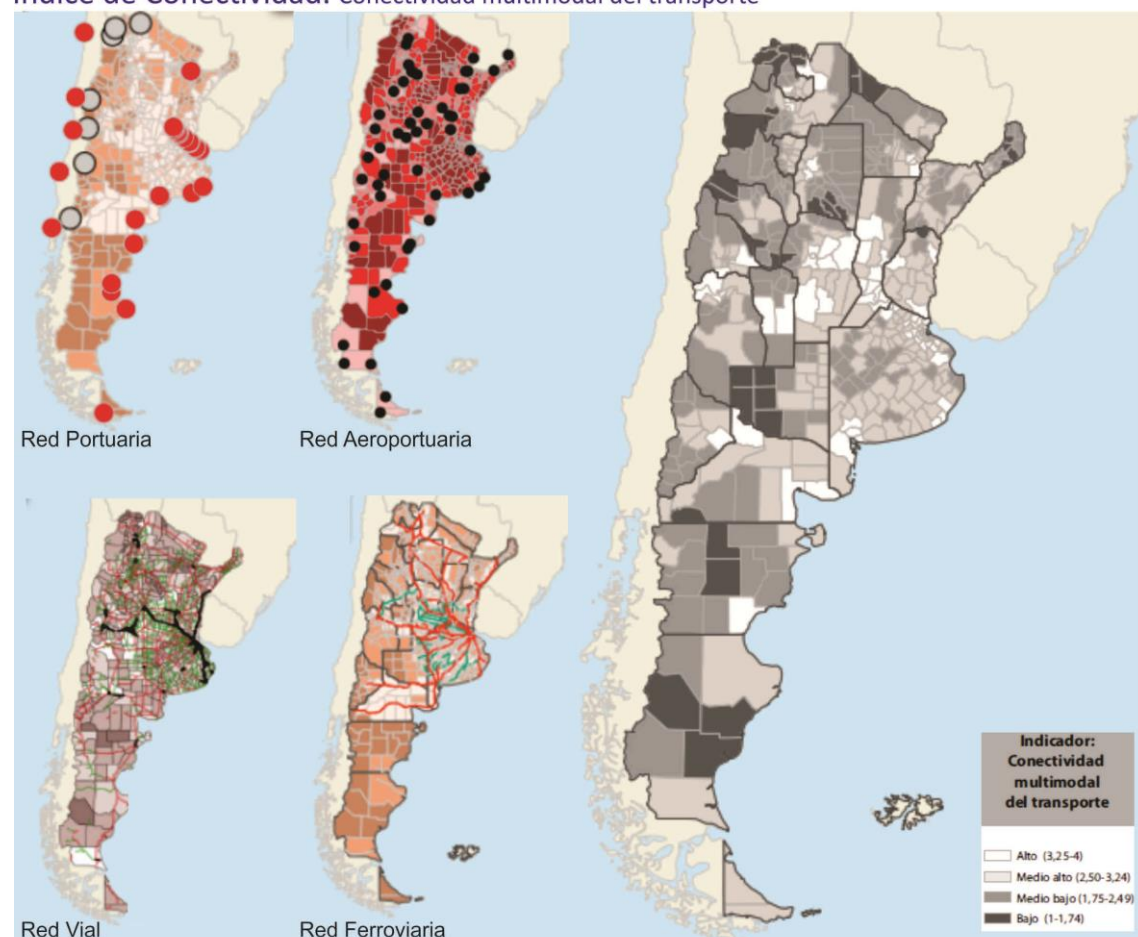 Índice de Conectividad: Conectividad multimodal del transporte
Red Portuaria
Red Aeroportuaria
Red Vial
Red Ferroviaria
Indicador:
Conectividad
multimodal
del transporte
Alto (3,25-4)
Medio alto (2,50-3,24)
Medio bajo (1,75-2,49)
Bajo (1-1,74)